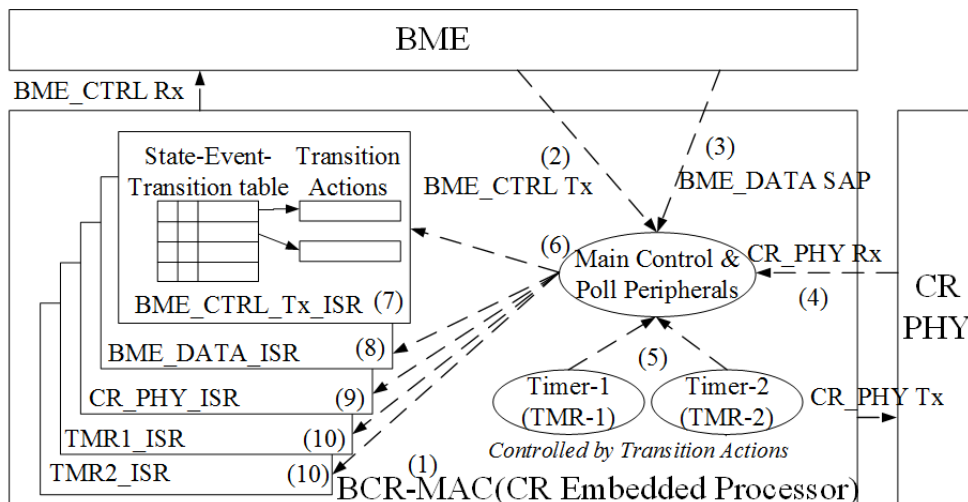 BME
BME_CTRL Rx
State-Event-
Transition table
Transition
Actions
(2)
BME_CTRL Tx
(3)
BME_DATA SAP
(6)
Main Control &
Poll Peripherals
CR_PHY Rx
(4)
CR
PHY
BME_CTRL_Tx_ISR
(7)
BME_DATA_ISR
(8)
CR_PHY_ISR
(9)
TMR1_ISR
(10)
TMR2_ISR
(10)
(5)
Timer-1
(TMR-1)
Timer-2
(TMR-2)
CR_PHY Tx
Controlled by Transition Actions
(1)
BCR-MAC(CR Embedded Processor)